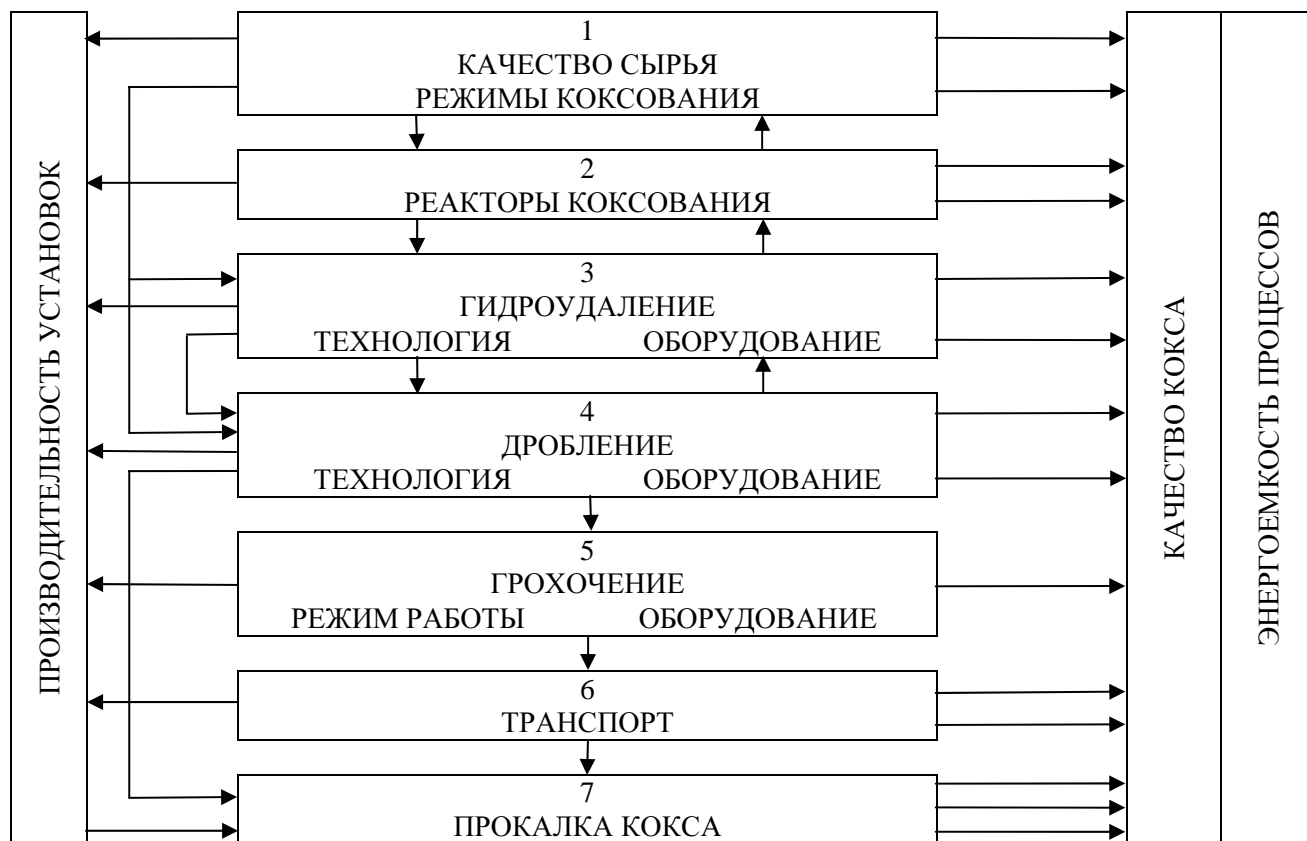 ПРОИЗВОДИТЕЛЬНОСТЬ УСТАНОВОК
1
КАЧЕСТВО СЫРЬЯ
РЕЖИМЫ КОКСОВАНИЯ
2
РЕАКТОРЫ КОКСОВАНИЯ
3
ГИДРОУДАЛЕНИЕ
ТЕХНОЛОГИЯ ОБОРУДОВАНИЕ
4
ДРОБЛЕНИЕ
ТЕХНОЛОГИЯ ОБОРУДОВАНИЕ
5
ГРОХОЧЕНИЕ
РЕЖИМ РАБОТЫ ОБОРУДОВАНИЕ
6
ТРАНСПОРТ
7
ПРОКАЛКА КОКСА
КАЧЕСТВО КОКСА
ЭНЕРГОЕМКОСТЬ ПРОЦЕССОВ